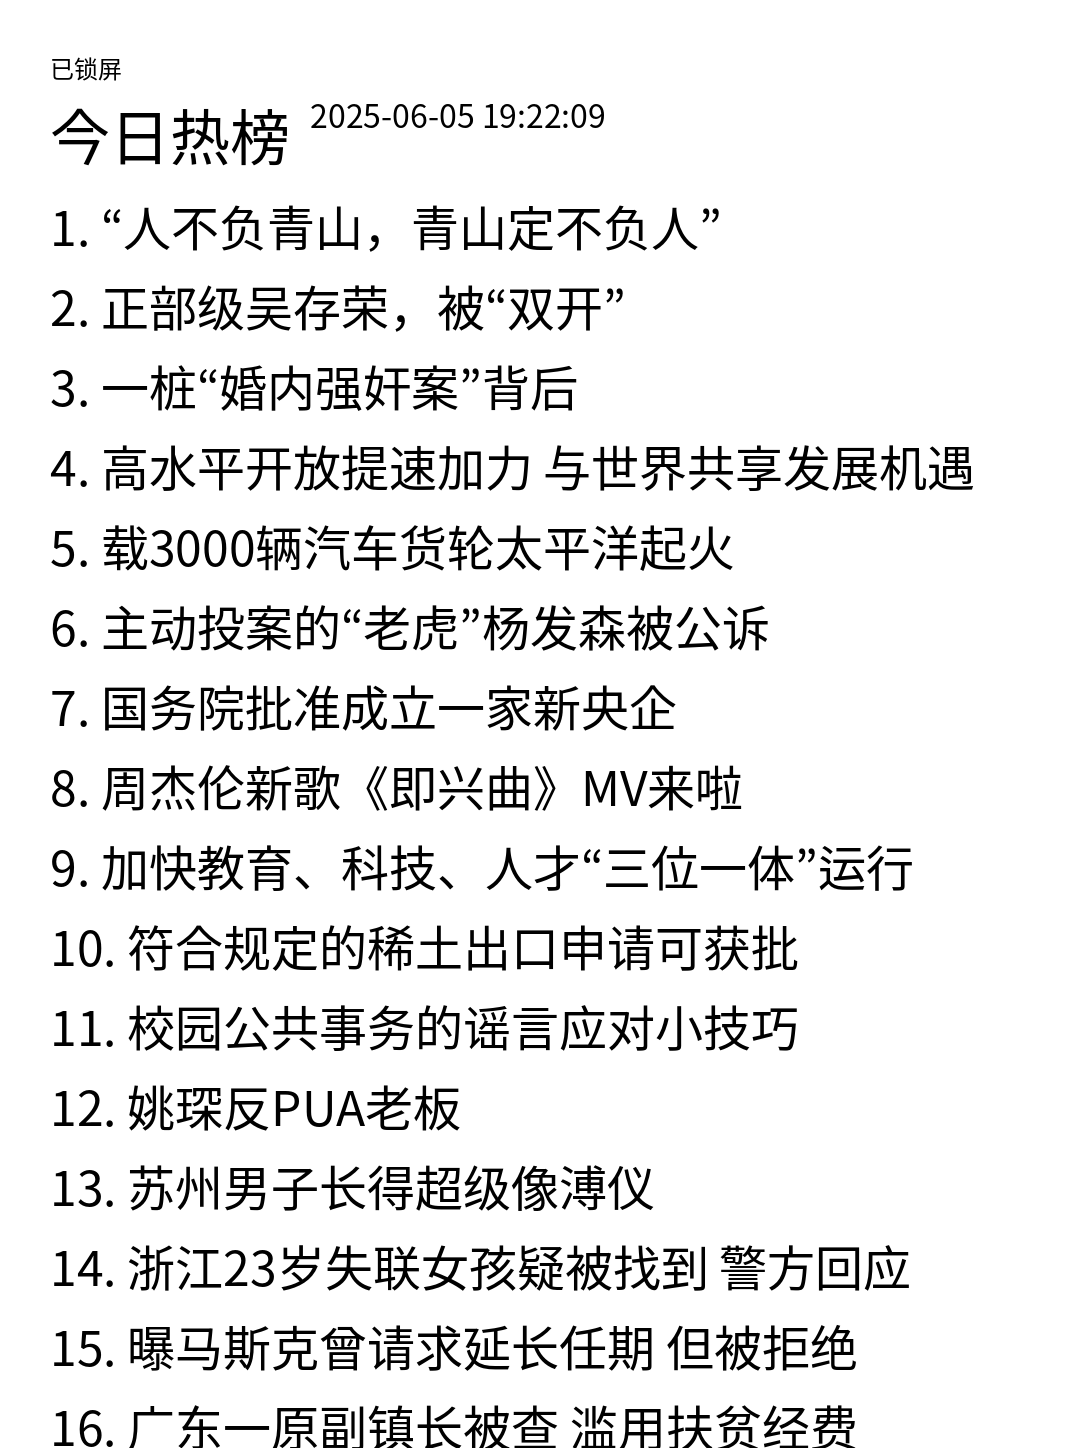 已锁屏
今日热榜 2025-06-05 19:22:09
1. “人不负青山，青山定不负人”
2. 正部级吴存荣，被“双开”
3. 一桩“婚内强奸案”背后
4. 高水平开放提速加力 与世界共享发展机遇
5. 载3000辆汽车货轮太平洋起火
6. 主动投案的“老虎”杨发森被公诉
7. 国务院批准成立一家新央企
8. 周杰伦新歌《即兴曲》MV来啦
9. 加快教育、科技、人才“三位一体”运行
10. 符合规定的稀土出口申请可获批
11. 校园公共事务的谣言应对小技巧
12. 姚琛反PUA老板
13. 苏州男子长得超级像溥仪
14. 浙江23岁失联女孩疑被找到 警方回应
15. 曝马斯克曾请求延长任期 但被拒绝
16. 广东一原副镇长被查 滥用扶贫经费